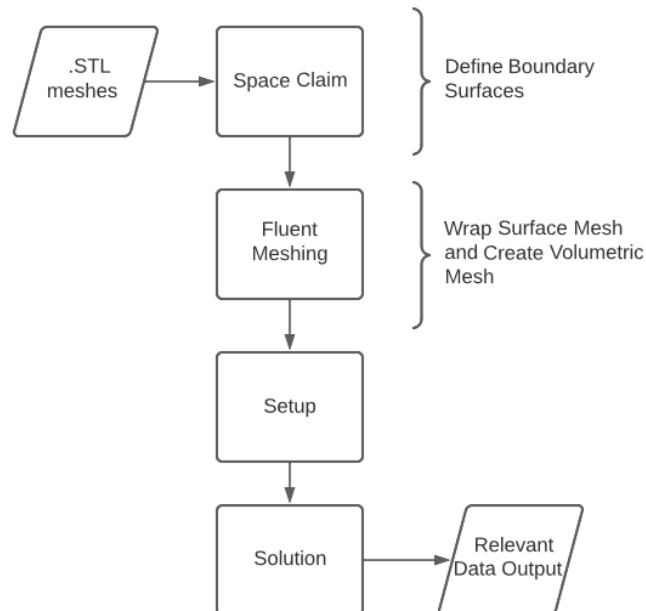 .STL
meshes
Space Claim
Define Boundary
Surfaces
Fluent
Meshing
Wrap Surface Mesh
and Create Volumetric
Mesh
Setup
Solution
Relevant
Data Output